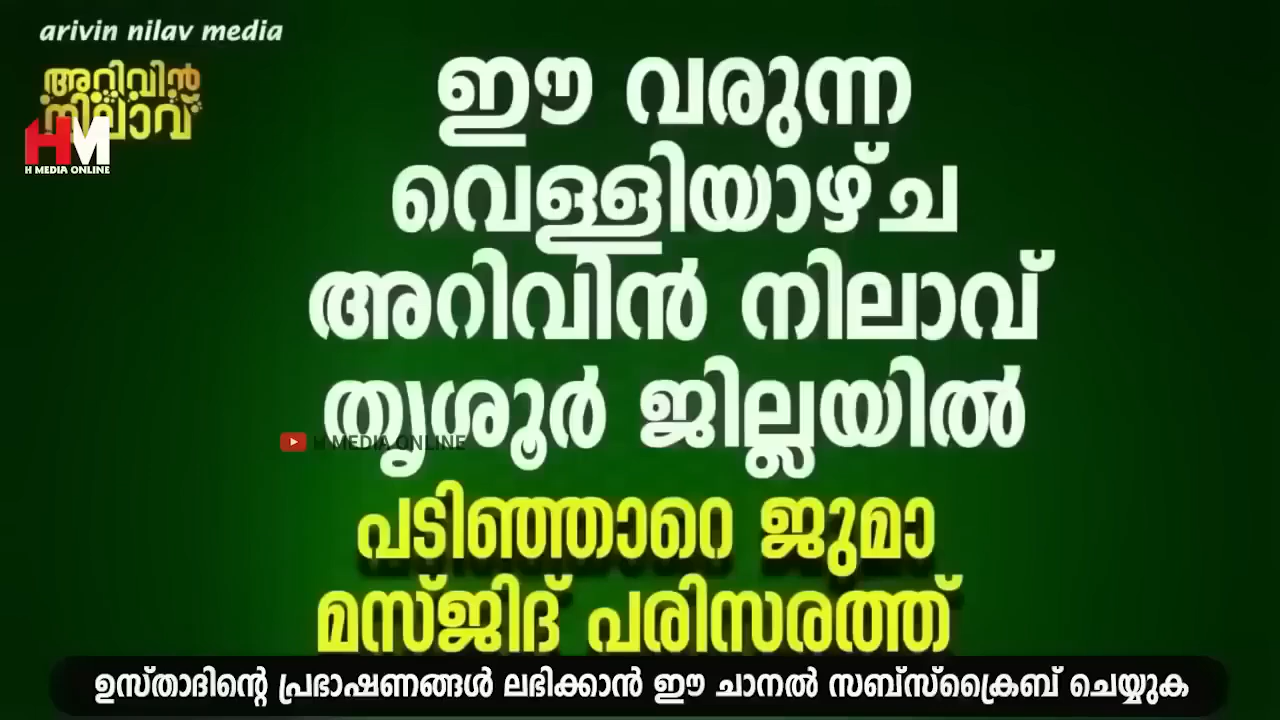 arivin nilav media
അറിവിൻ
നിലാവ്
HM
H MEDIA ONLINE
ഈ വരുന്ന
വെള്ളിയാഴ്ച
അറിവിൻ നിലാവ്
തൃശൂർ ജില്ലയിൽ
H MEDIA ONLINE
പടിഞ്ഞാറെ ജുമാ
മസ്ജിദ് പരിസരത്ത്
ഉസ്താദിന്റെ പ്രഭാഷണങ്ങൾ ലഭിക്കാൻ ഈ ചാനൽ സബ്സ്ക്രൈബ് ചെയ്യുക